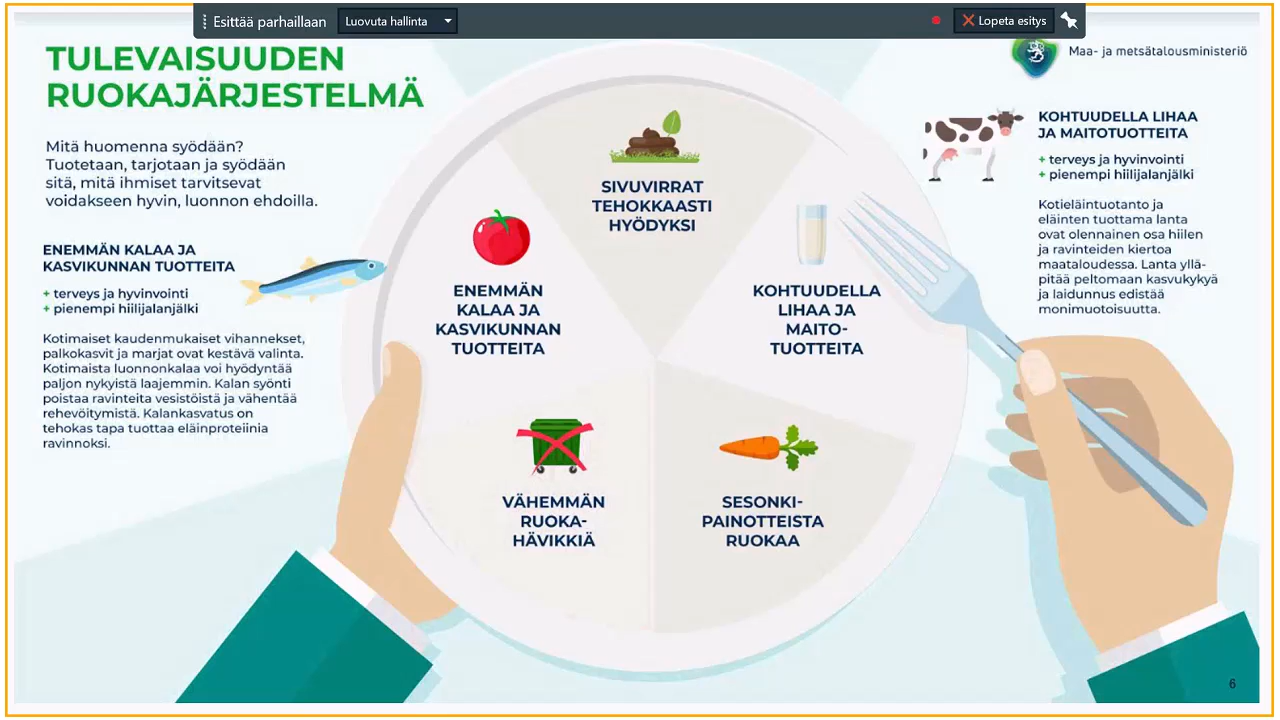 Esittää parhaillaan
Luovuta hallinta
Lopeta esitys
TULEVAISUUDEN
RUOKAJÄRJESTELMÄ
Maa- ja metsätalousministeriö
Mitä huomenna syödään?
Tuotetaan, tarjotaan ja syödään
sitä, mitä ihmiset tarvitsevat
voidakseen hyvin, luonnon ehdoilla.
ENEMMÄN KALAA JA
KASVIKUNNAN TUOTTEITA
+ terveys ja hyvinvointi
+ pienempi hiilijalanjälki
Kotimaiset kaudenmukaiset vihannekset,
palkokasvit ja marjat ovat kestävä valinta.
Kotimaista luonnonkalaa voi hyödyntää
paljon nykyistä laajemmin. Kalan syönti
poistaa ravinteita vesistöistä ja vähentää
rehevöitymistä. Kalankasvatus on
tehokas tapa tuottaa eläinproteiinia
ravinnoksi.
SIVUVIRRAT
TEHOKKAASTI
HYÖDYKSI
ENEMMÄN
KALAA JA
KASVIKUNNAN
TUOTTEITA
KOHTUUDELLA
LIHAA JA
MAITO-
TUOTTEITA
VÄHEMMÄN
RUOKA-
HÄVIKKIÄ
SESONKI-
PAINOTTEISTA
RUOKAA
KOHTUUDELLA LIHAA
JA MAITOTUOTTEITA
+ terveys ja hyvinvointi
+ pienempi hiilijalanjälki
Kotieläintuotanto ja
eläinten tuottama lanta
ovat olennainen osa hiilen
ja ravinteiden kiertoa
maataloudessa. Lanta yllä-
pitää peltomaan kasvukykyä
ja laidunnus edistää
monimuotoisuutta.
6